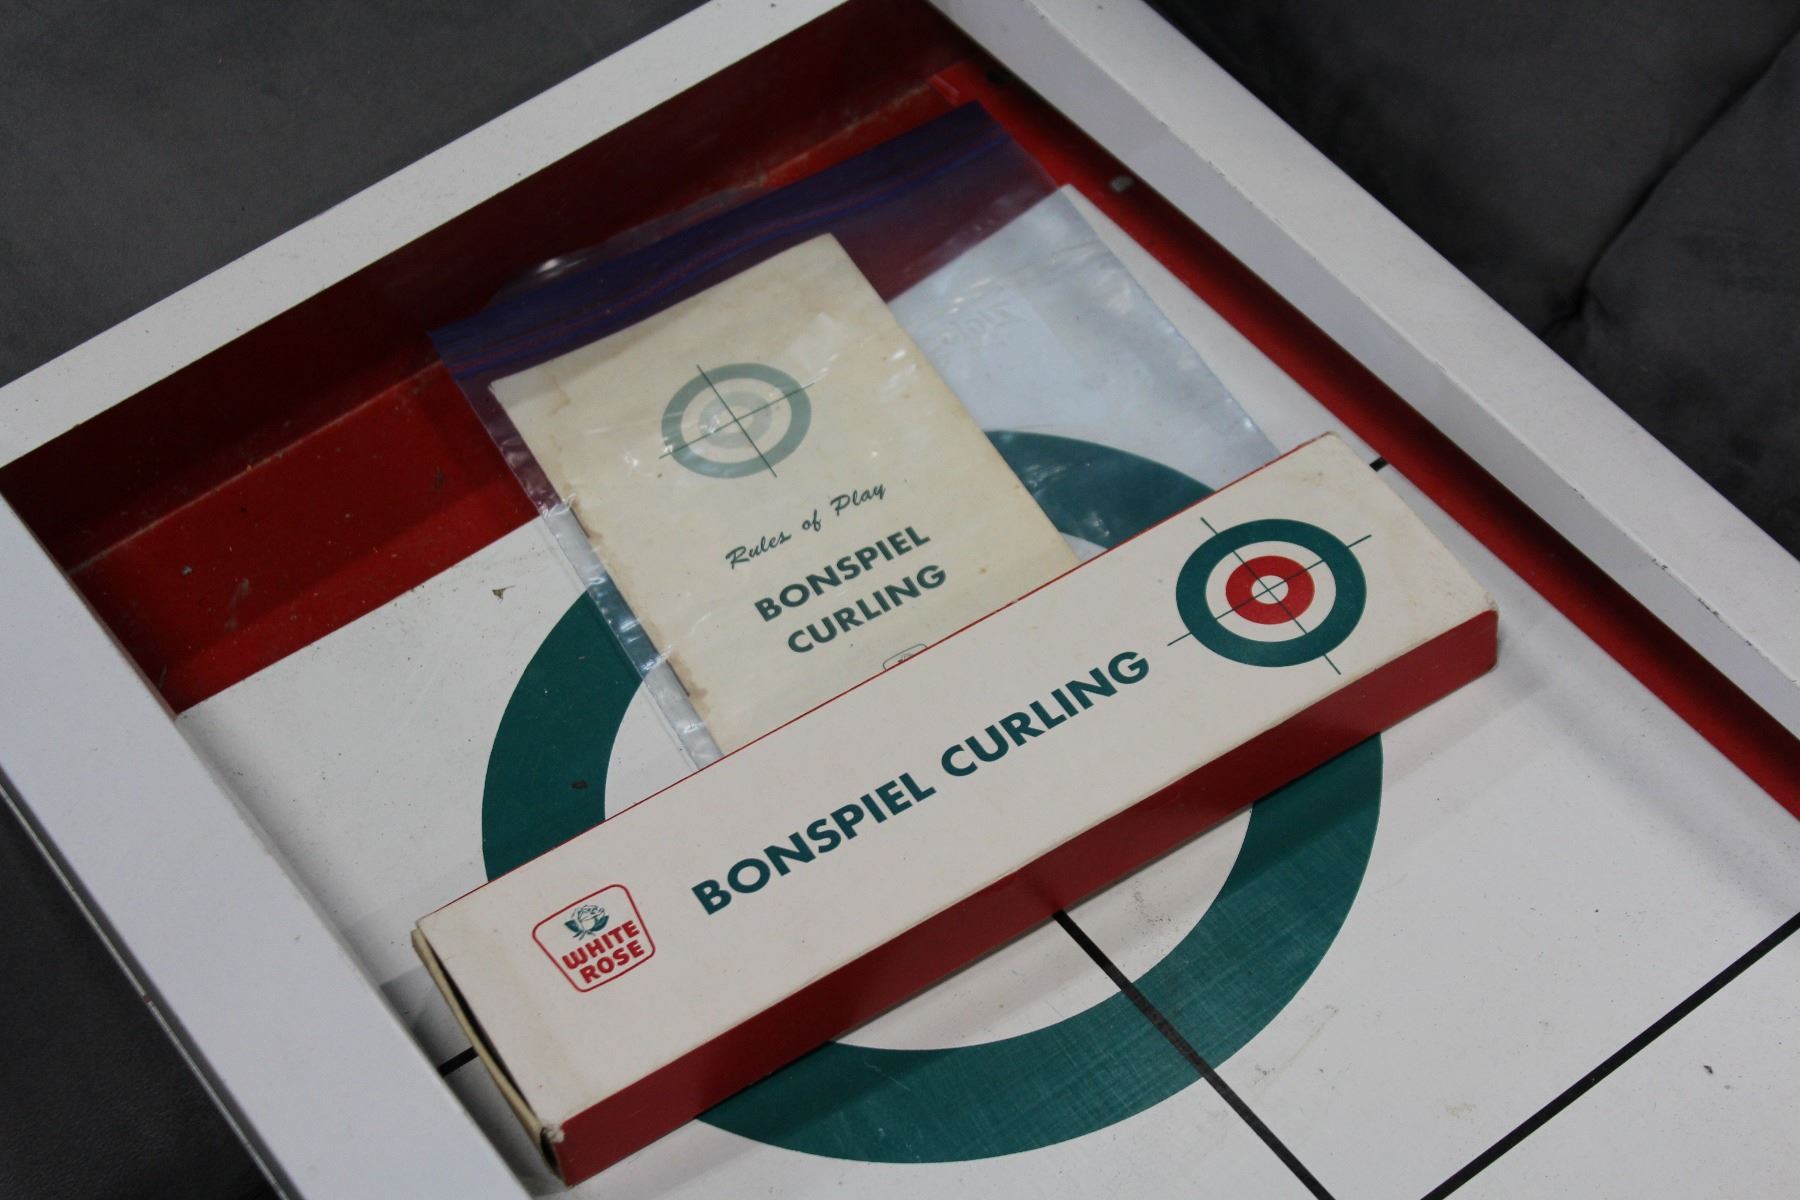 Rules of Play
BONSPIEL
CURLING
BONSPIEL CURLING
WHITE
ROSE